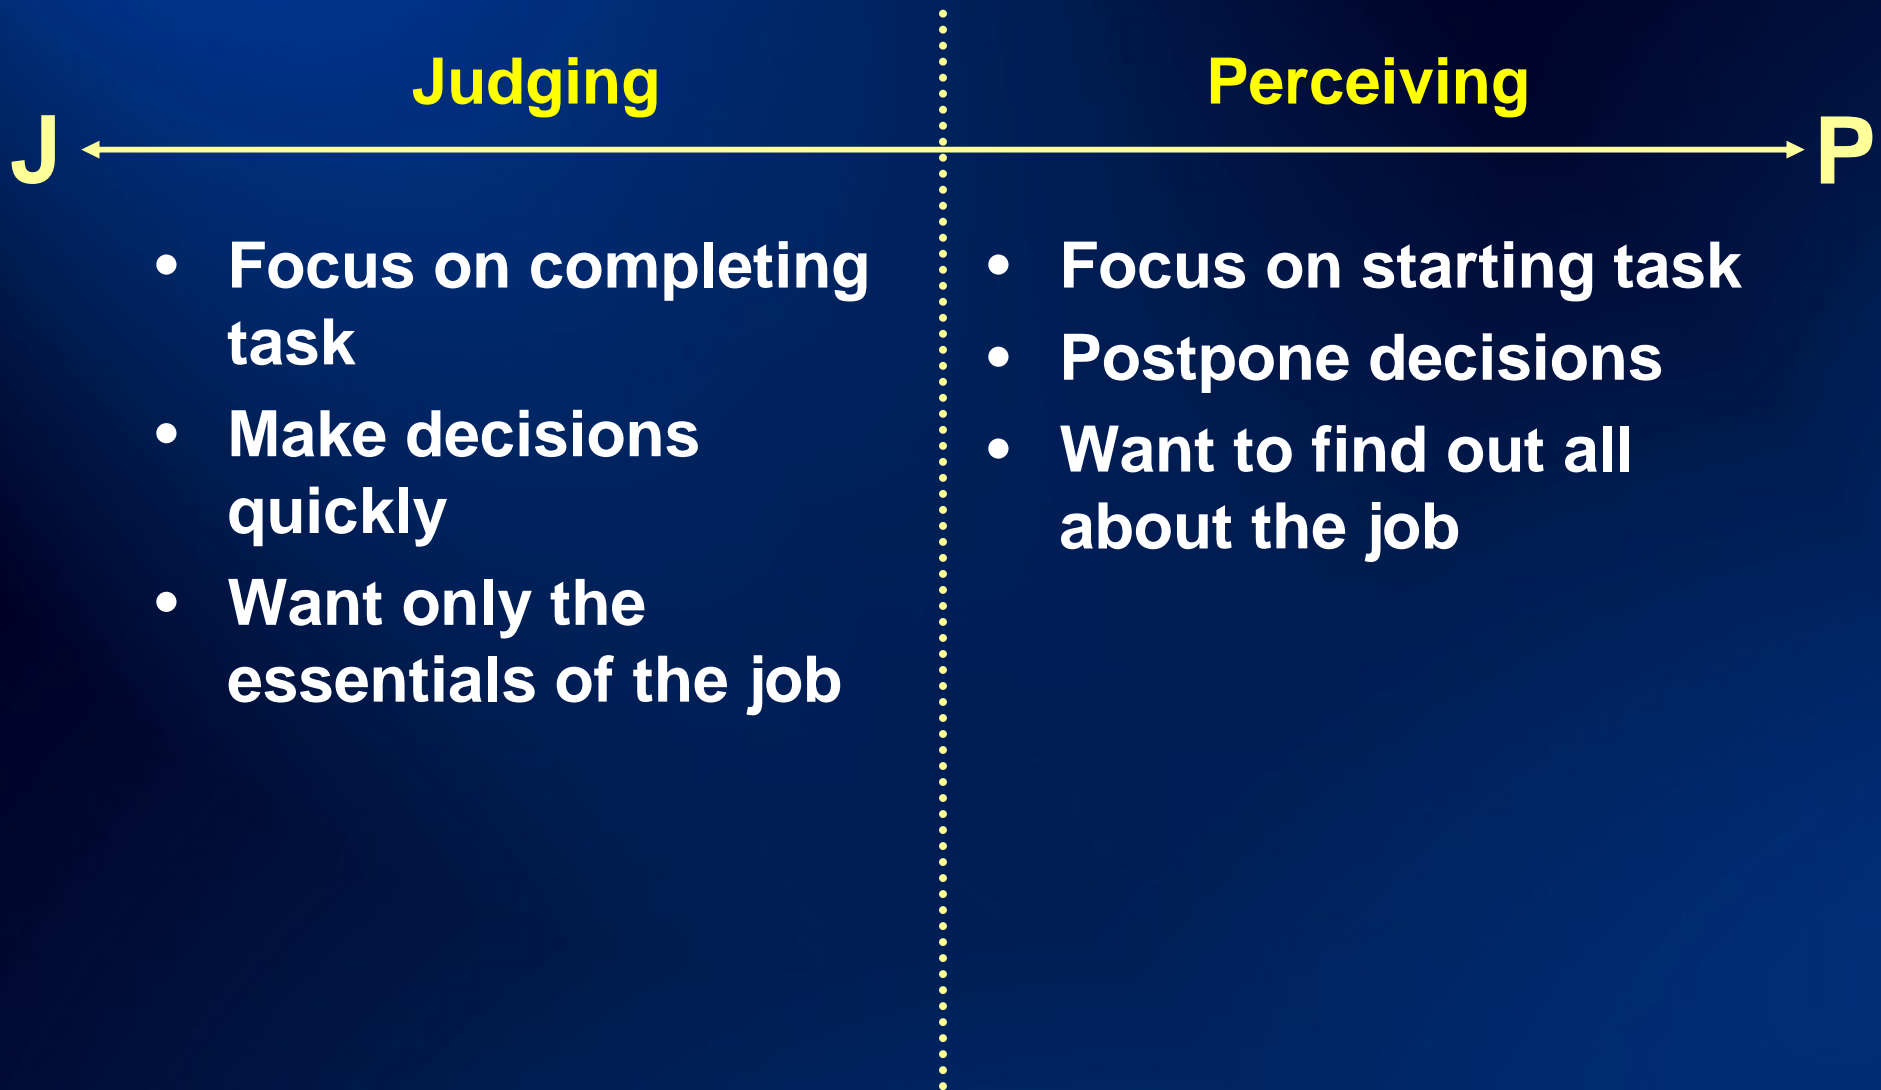 Judging
Perceiving
J
P
• Focus on completing
task
• Make decisions
quickly
• Want only the
essentials of the job
• Focus on starting task
• Postpone decisions
• Want to find out all
about the job